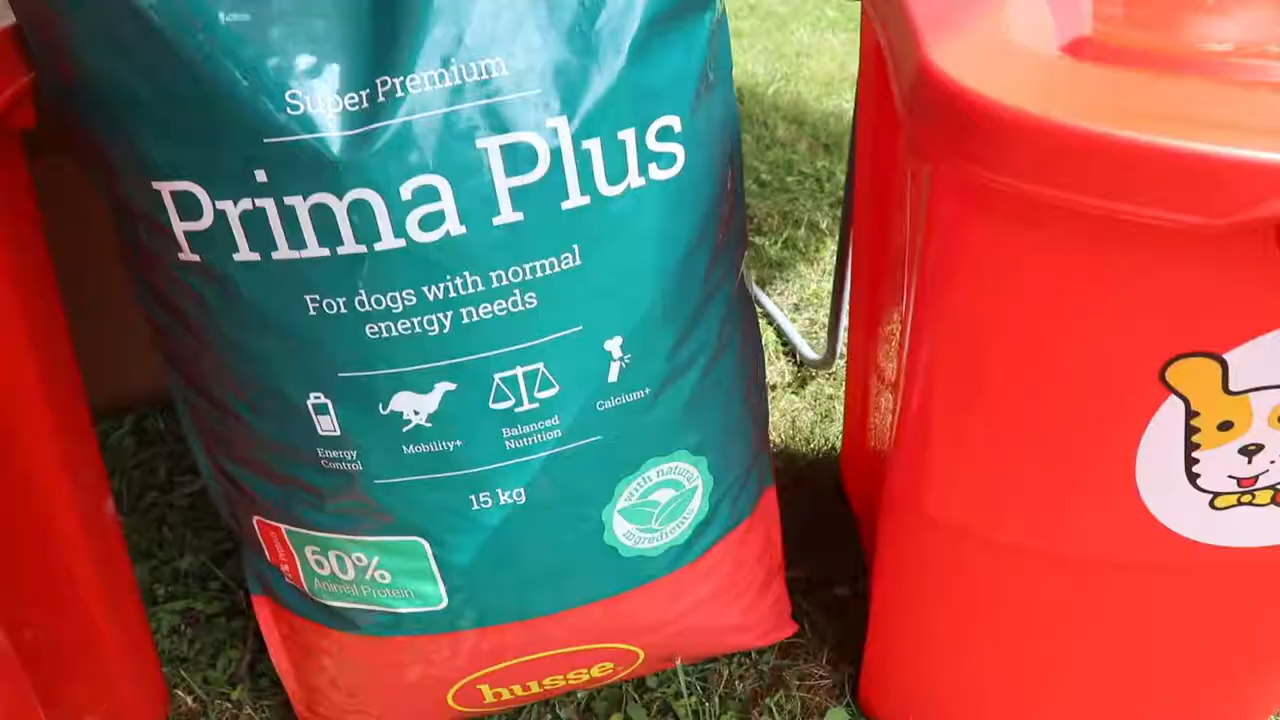 Super Premium
Prima Plus
For dogs with normal
energy needs
Energy
Control
Mobility+
Balanced
Nutrition
Calcium+
15 kg
with natural
ingredients
60%
Animal Protein
husse